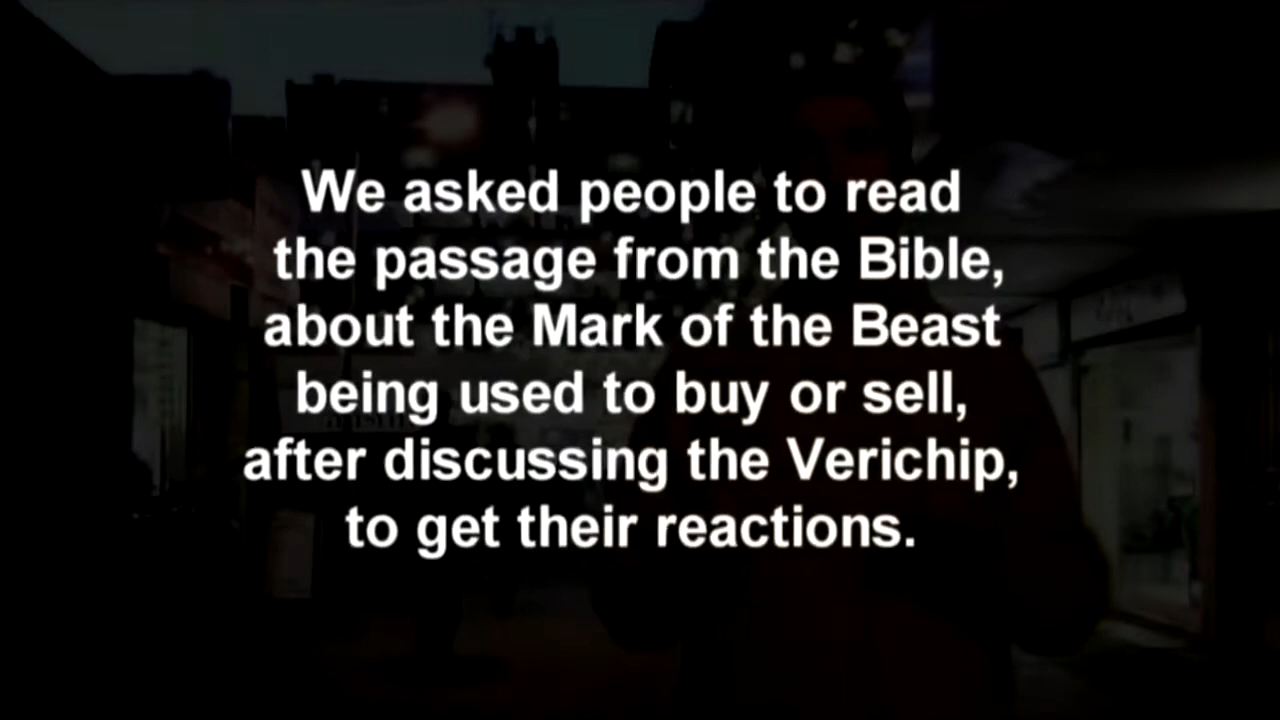 We asked people to read
the passage from the Bible,
about the Mark of the Beast
being used to buy or sell,
after discussing the Verichip,
to get their reactions.